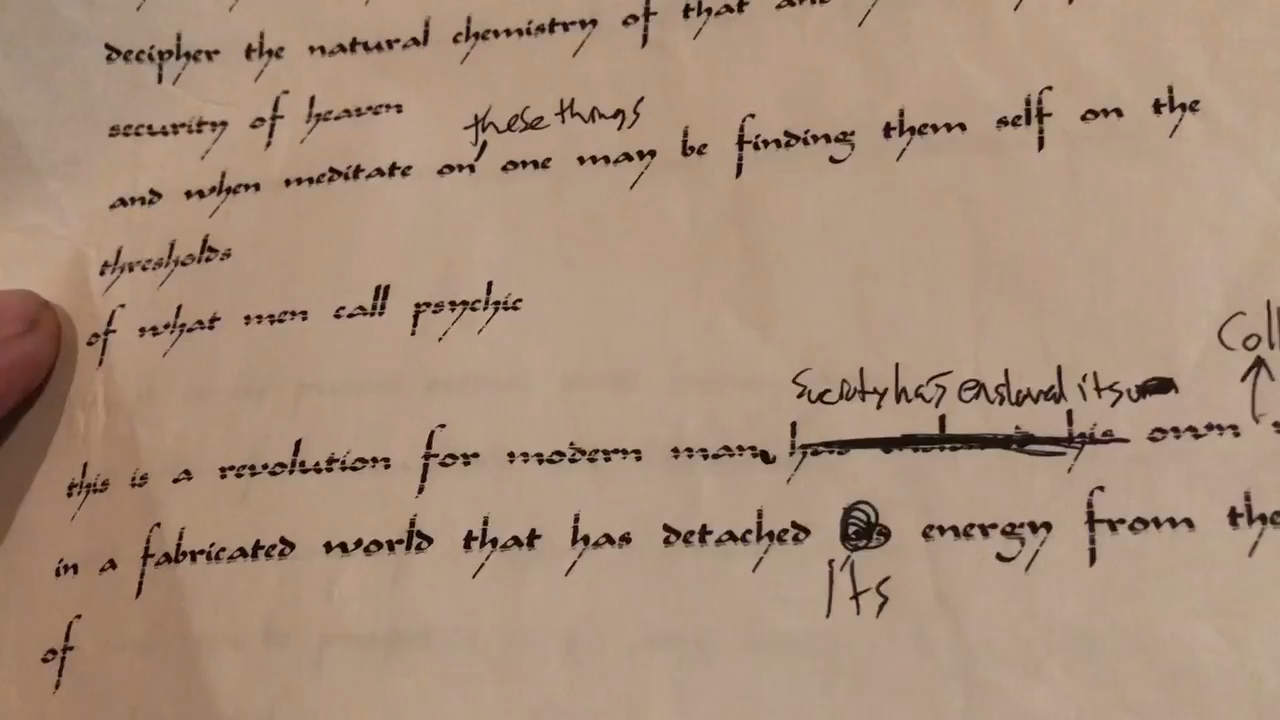 decipher the natural chemistry of that and
security of heaven
these things
and when meditate on, one may be finding them self on the
thresholds
of what men call psychic
Coll
Society has enslaved its
this is a revolution for modern man, has his own
in a fabricated world that has detached energy from the
Its
of